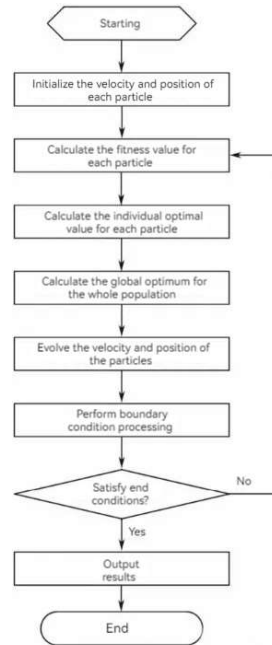 Starting
Initialize the velocity and position of
each particle
Calculate the fitness value for
each particle
Calculate the individual optimal
value for each particle
Calculate the global optimum for
the whole population
Evolve the velocity and position of
the particles
Perform boundary
condition processing
Satisfy end
conditions?
No
Yes
Output
results
End